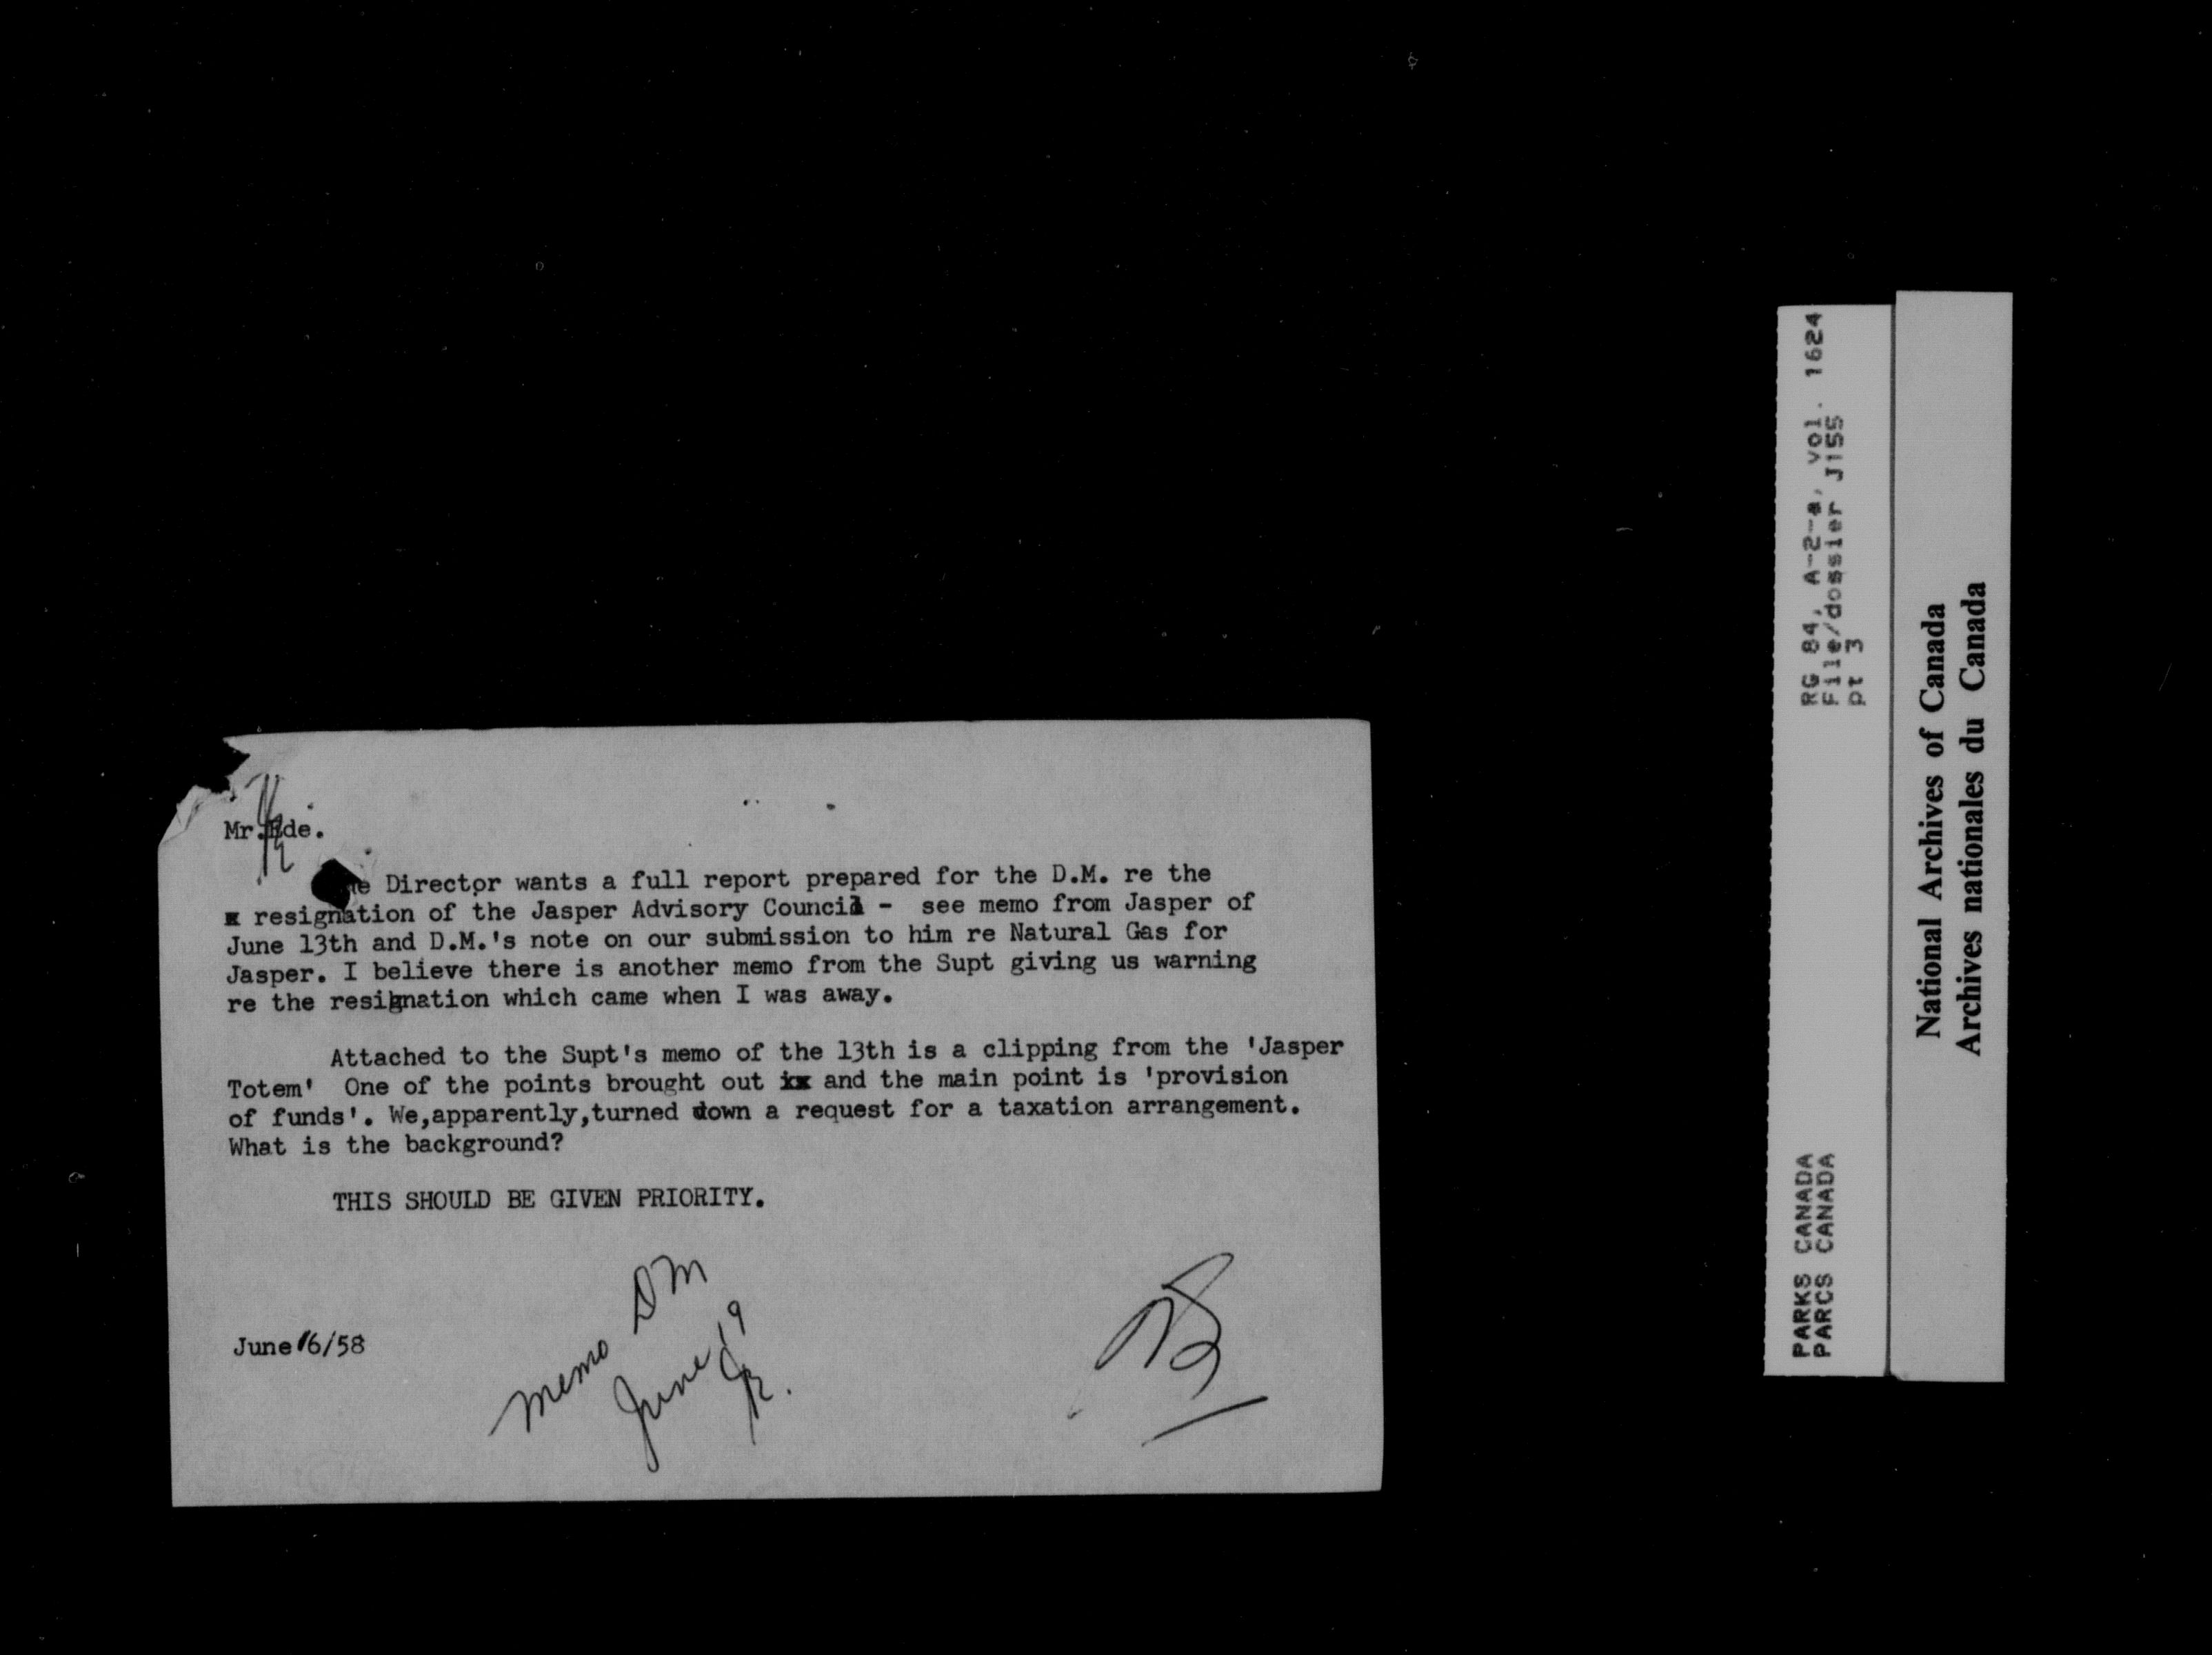 Mr. Ede.
The Director wants a full report prepared for the D.M. re the
x resignation of the Jasper Advisory Council - see memo from Jasper of
June 13th and D.M.'s note on our submission to him re Natural Gas for
Jasper. I believe there is another memo from the Supt giving us warning
re the resignation which came when I was away.
Attached to the Supt's memo of the 13th is a clipping from the 'Jasper
Totem' One of the points brought out xx and the main point is 'provision
of funds'. We,apparently,turned down a request for a taxation arrangement.
What is the background?
THIS SHOULD BE GIVEN PRIORITY.
June 16/58
Memo DM
June 19
RG 84, A-2-a, vol. 1624
File/dossier J155
pt 3
PARKS CANADA
PARCS CANADA
National Archives of Canada
Archives nationales du Canada